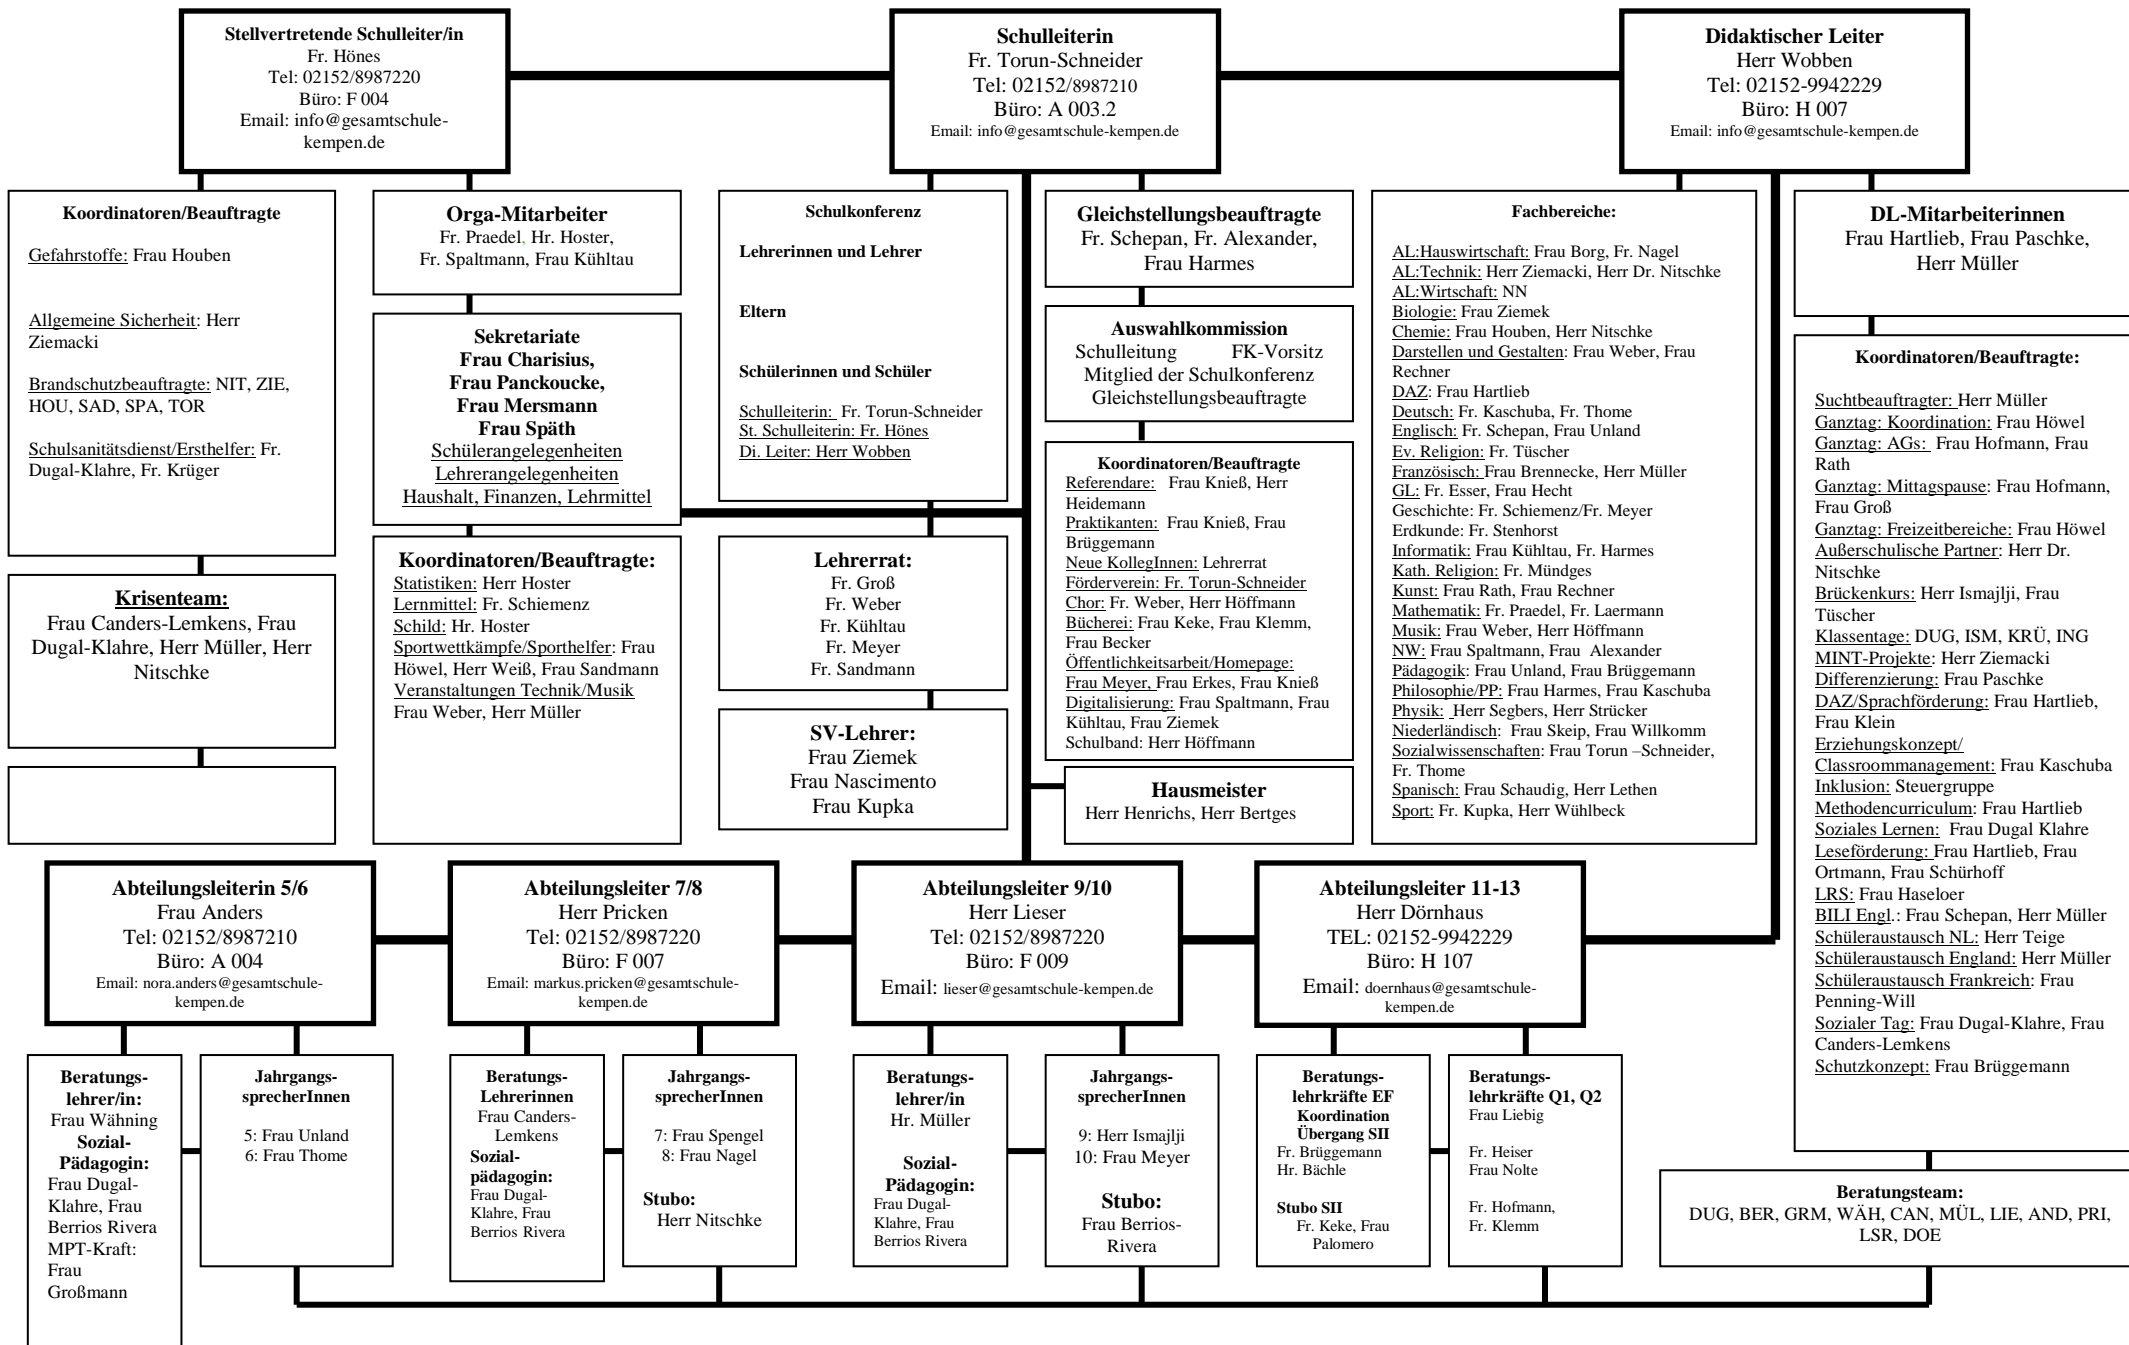 Stellvertretende Schulleiter/in
Fr. Hönes
Tel: 02152/8987220
Büro: F 004
Email: info@gesamtschule-
kempen.de
Schulleiterin
Fr. Torun-Schneider
Tel: 02152/8987210
Büro: A 003.2
Email: info@gesamtschule-kempen.de
Didaktischer Leiter
Herr Wobben
Tel: 02152-9942229
Büro: H 007
Email: info@gesamtschule-kempen.de
Koordinatoren/Beauftragte
Gefahrstoffe: Frau Houben
Allgemeine Sicherheit: Herr
Ziemacki
Brandschutzbeauftragte: NIT, ZIE,
HOU, SAD, SPA, TOR
Schulsanitätsdienst/Ersthelfer: Fr.
Dugal-Klahre, Fr. Krüger
Krisenteam:
Frau Canders-Lemkens, Frau
Dugal-Klahre, Herr Müller, Herr
Nitschke
Orga-Mitarbeiter
Fr. Praedel, Hr. Hoster,
Fr. Spaltmann, Frau Kühltau
Sekretariate
Frau Charisius,
Frau Panckoucke,
Frau Mersmann
Frau Späth
Schülerangelegenheiten
Lehrerangelegenheiten
Haushalt, Finanzen, Lehrmittel
Koordinatoren/Beauftragte:
Statistiken: Herr Hoster
Lernmittel: Fr. Schiemenz
Schild: Hr. Hoster
Sportwettkämpfe/Sporthelfer: Frau
Höwel, Herr Weiß, Frau Sandmann
Veranstaltungen Technik/Musik
Frau Weber, Herr Müller
Schulkonferenz
Lehrerinnen und Lehrer
Eltern
Schülerinnen und Schüler
Schulleiterin: Fr. Torun-Schneider
St. Schulleiterin: Fr. Hönes
Di. Leiter: Herr Wobben
Lehrerrat:
Fr. Groß
Fr. Weber
Fr. Kühltau
Fr. Meyer
Fr. Sandmann
SV-Lehrer:
Frau Ziemek
Frau Nascimento
Frau Kupka
Gleichstellungsbeauftragte
Fr. Schepan, Fr. Alexander,
Frau Harmes
Auswahlkommission
Schulleitung FK-Vorsitz
Mitglied der Schulkonferenz
Gleichstellungsbeauftragte
Koordinatoren/Beauftragte
Referendare: Frau Knieß, Herr
Heidemann
Praktikanten: Frau Knieß, Frau
Brüggemann
Neue KollegInnen: Lehrerrat
Förderverein: Fr. Torun-Schneider
Chor: Fr. Weber, Herr Höffmann
Bücherei: Frau Keke, Frau Klemm,
Frau Becker
Öffentlichkeitsarbeit/Homepage:
Frau Meyer, Frau Erkes, Frau Knieß
Digitalisierung: Frau Spaltmann, Frau
Kühltau, Frau Ziemek
Schulband: Herr Höffmann
Hausmeister
Herr Henrichs, Herr Bertges
Fachbereiche:
AL:Hauswirtschaft: Frau Borg, Fr. Nagel
AL:Technik: Herr Ziemacki, Herr Dr. Nitschke
AL:Wirtschaft: NN
Biologie: Frau Ziemek
Chemie: Frau Houben, Herr Nitschke
Darstellen und Gestalten: Frau Weber, Frau
Rechner
DAZ: Frau Hartlieb
Deutsch: Fr. Kaschuba, Fr. Thome
Englisch: Fr. Schepan, Frau Unland
Ev. Religion: Fr. Tüscher
Französisch: Frau Brennecke, Herr Müller
GL: Fr. Esser, Frau Hecht
Geschichte: Fr. Schiemenz/Fr. Meyer
Erdkunde: Fr. Stenhorst
Informatik: Frau Kühltau, Fr. Harmes
Kath. Religion: Fr. Mündges
Kunst: Frau Rath, Frau Rechner
Mathematik: Fr. Praedel, Fr. Laermann
Musik: Frau Weber, Herr Höffmann
NW: Frau Spaltmann, Frau Alexander
Pädagogik: Frau Unland, Frau Brüggemann
Philosophie/PP: Frau Harmes, Frau Kaschuba
Physik: Herr Segbers, Herr Strücker
Niederländisch: Frau Skeip, Frau Willkomm
Sozialwissenschaften: Frau Torun –Schneider,
Fr. Thome
Spanisch: Frau Schaudig, Herr Lethen
Sport: Fr. Kupka, Herr Wühlbeck
DL-Mitarbeiterinnen
Frau Hartlieb, Frau Paschke,
Herr Müller
Koordinatoren/Beauftragte:
Suchtbeauftragter: Herr Müller
Ganztag: Koordination: Frau Höwel
Ganztag: AGs: Frau Hofmann, Frau
Rath
Ganztag: Mittagspause: Frau Hofmann,
Frau Groß
Ganztag: Freizeitbereiche: Frau Höwel
Außerschulische Partner: Herr Dr.
Nitschke
Brückenkurs: Herr Ismajlji, Frau
Tüscher
Klassentage: DUG, ISM, KRÜ, ING
MINT-Projekte: Herr Ziemacki
Differenzierung: Frau Paschke
DAZ/Sprachförderung: Frau Hartlieb,
Frau Klein
Erziehungskonzept/
Classroommanagement: Frau Kaschuba
Inklusion: Steuergruppe
Methodencurriculum: Frau Hartlieb
Soziales Lernen: Frau Dugal Klahre
Leseförderung: Frau Hartlieb, Frau
Ortmann, Frau Schürhoff
LRS: Frau Haseloer
BILI Engl.: Frau Schepan, Herr Müller
Schüleraustausch NL: Herr Teige
Schüleraustausch England: Herr Müller
Schüleraustausch Frankreich: Frau
Penning-Will
Sozialer Tag: Frau Dugal-Klahre, Frau
Canders-Lemkens
Schutzkonzept: Frau Brüggemann
Abteilungsleiterin 5/6
Frau Anders
Tel: 02152/8987210
Büro: A 004
Email: nora.anders@gesamtschule-
kempen.de
Abteilungsleiter 7/8
Herr Pricken
Tel: 02152/8987220
Büro: F 007
Email: markus.pricken@gesamtschule-
kempen.de
Abteilungsleiter 9/10
Herr Lieser
Tel: 02152/8987220
Büro: F 009
Email: lieser@gesamtschule-kempen.de
Abteilungsleiter 11-13
Herr Dörnhaus
TEL: 02152-9942229
Büro: H 107
Email: doernhaus@gesamtschule-
kempen.de
Beratungs-
lehrer/in:
Frau Wähning
Sozial-
Pädagogin:
Frau Dugal-
Klahre, Frau
Berrios Rivera
MPT-Kraft:
Frau
Großmann
Jahrgangs-
sprecherInnen
5: Frau Unland
6: Frau Thome
Beratungs-
Lehrerinnen
Frau Canders-
Lemkens
Sozial-
pädagogin:
Frau Dugal-
Klahre, Frau
Berrios Rivera
Jahrgangs-
sprecherInnen
7: Frau Spengel
8: Frau Nagel
Stubo:
Herr Nitschke
Beratungs-
lehrer/in
Hr. Müller
Sozial-
Pädagogin:
Frau Dugal-
Klahre, Frau
Berrios Rivera
Jahrgangs-
sprecherInnen
9: Herr Ismajlji
10: Frau Meyer
Stubo:
Frau Berrios-
Rivera
Beratungs-
lehrkräfte EF
Koordination
Übergang SII
Fr. Brüggemann
Hr. Bächle
Stubo SII
Fr. Keke, Frau
Palomero
Beratungs-
lehrkräfte Q1, Q2
Frau Liebig
Fr. Heiser
Frau Nolte
Fr. Hofmann,
Fr. Klemm
Beratungsteam:
DUG, BER, GRM, WÄH, CAN, MÜL, LIE, AND, PRI,
LSR, DOE